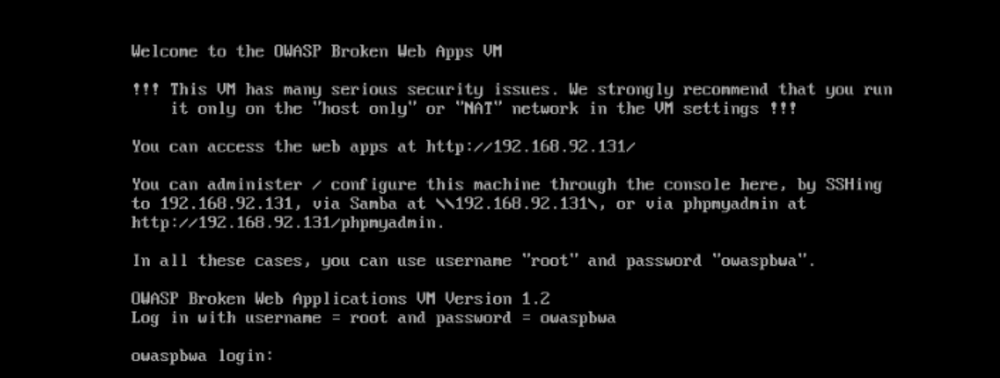 Welcome to the OWASP Broken Web Apps VM
!!! This VM has many serious security issues. We strongly recommend that you run
it only on the "host only" or "NAT" network in the VM settings !!!
You can access the web apps at http://192.168.92.131/
You can administer / configure this machine through the console here, by SSHing
to 192.168.92.131, via Samba at \\192.168.92.131\, or via phpmyadmin at
http://192.168.92.131/phpmyadmin.
In all these cases, you can use username "root" and password "owaspbwa".
OWASP Broken Web Applications VM Version 1.2
Log in with username = root and password = owaspbwa
owaspbwa login: